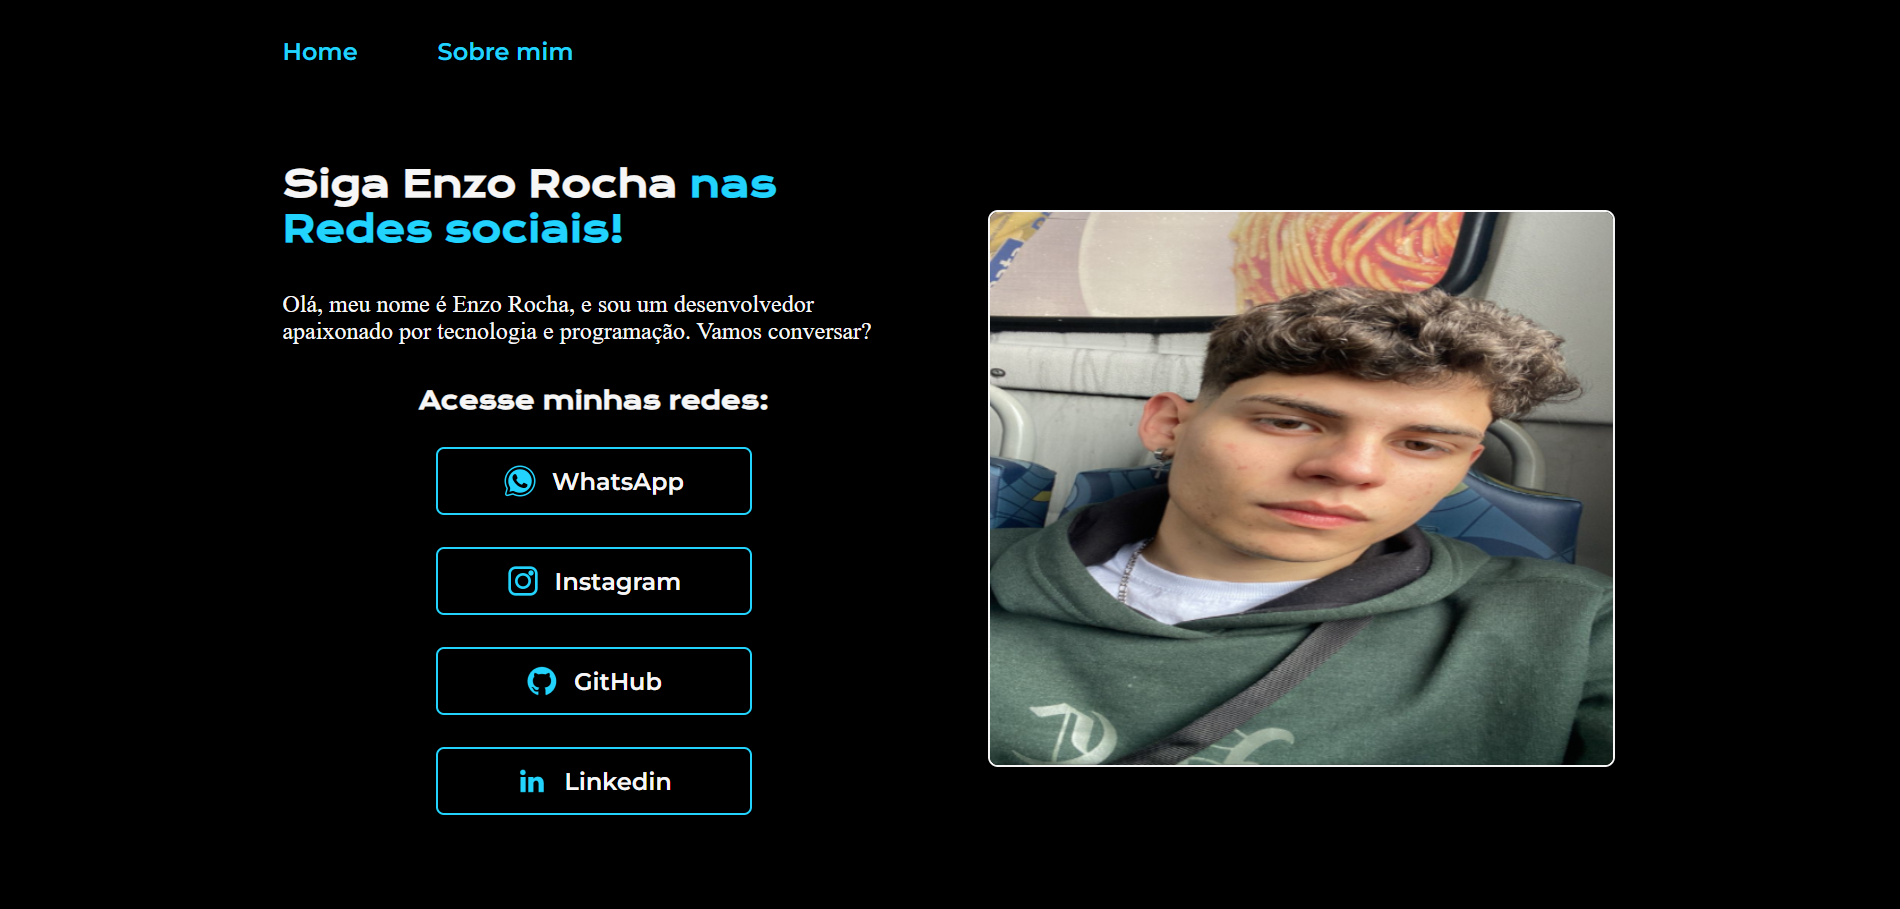 Home Sobre mim
Siga Enzo Rocha nas
Redes sociais!
Olá, meu nome é Enzo Rocha, e sou um desenvolvedor
apaixonado por tecnologia e programação. Vamos conversar?
Acesse minhas redes:
WhatsApp
Instagram
GitHub
in Linkedin